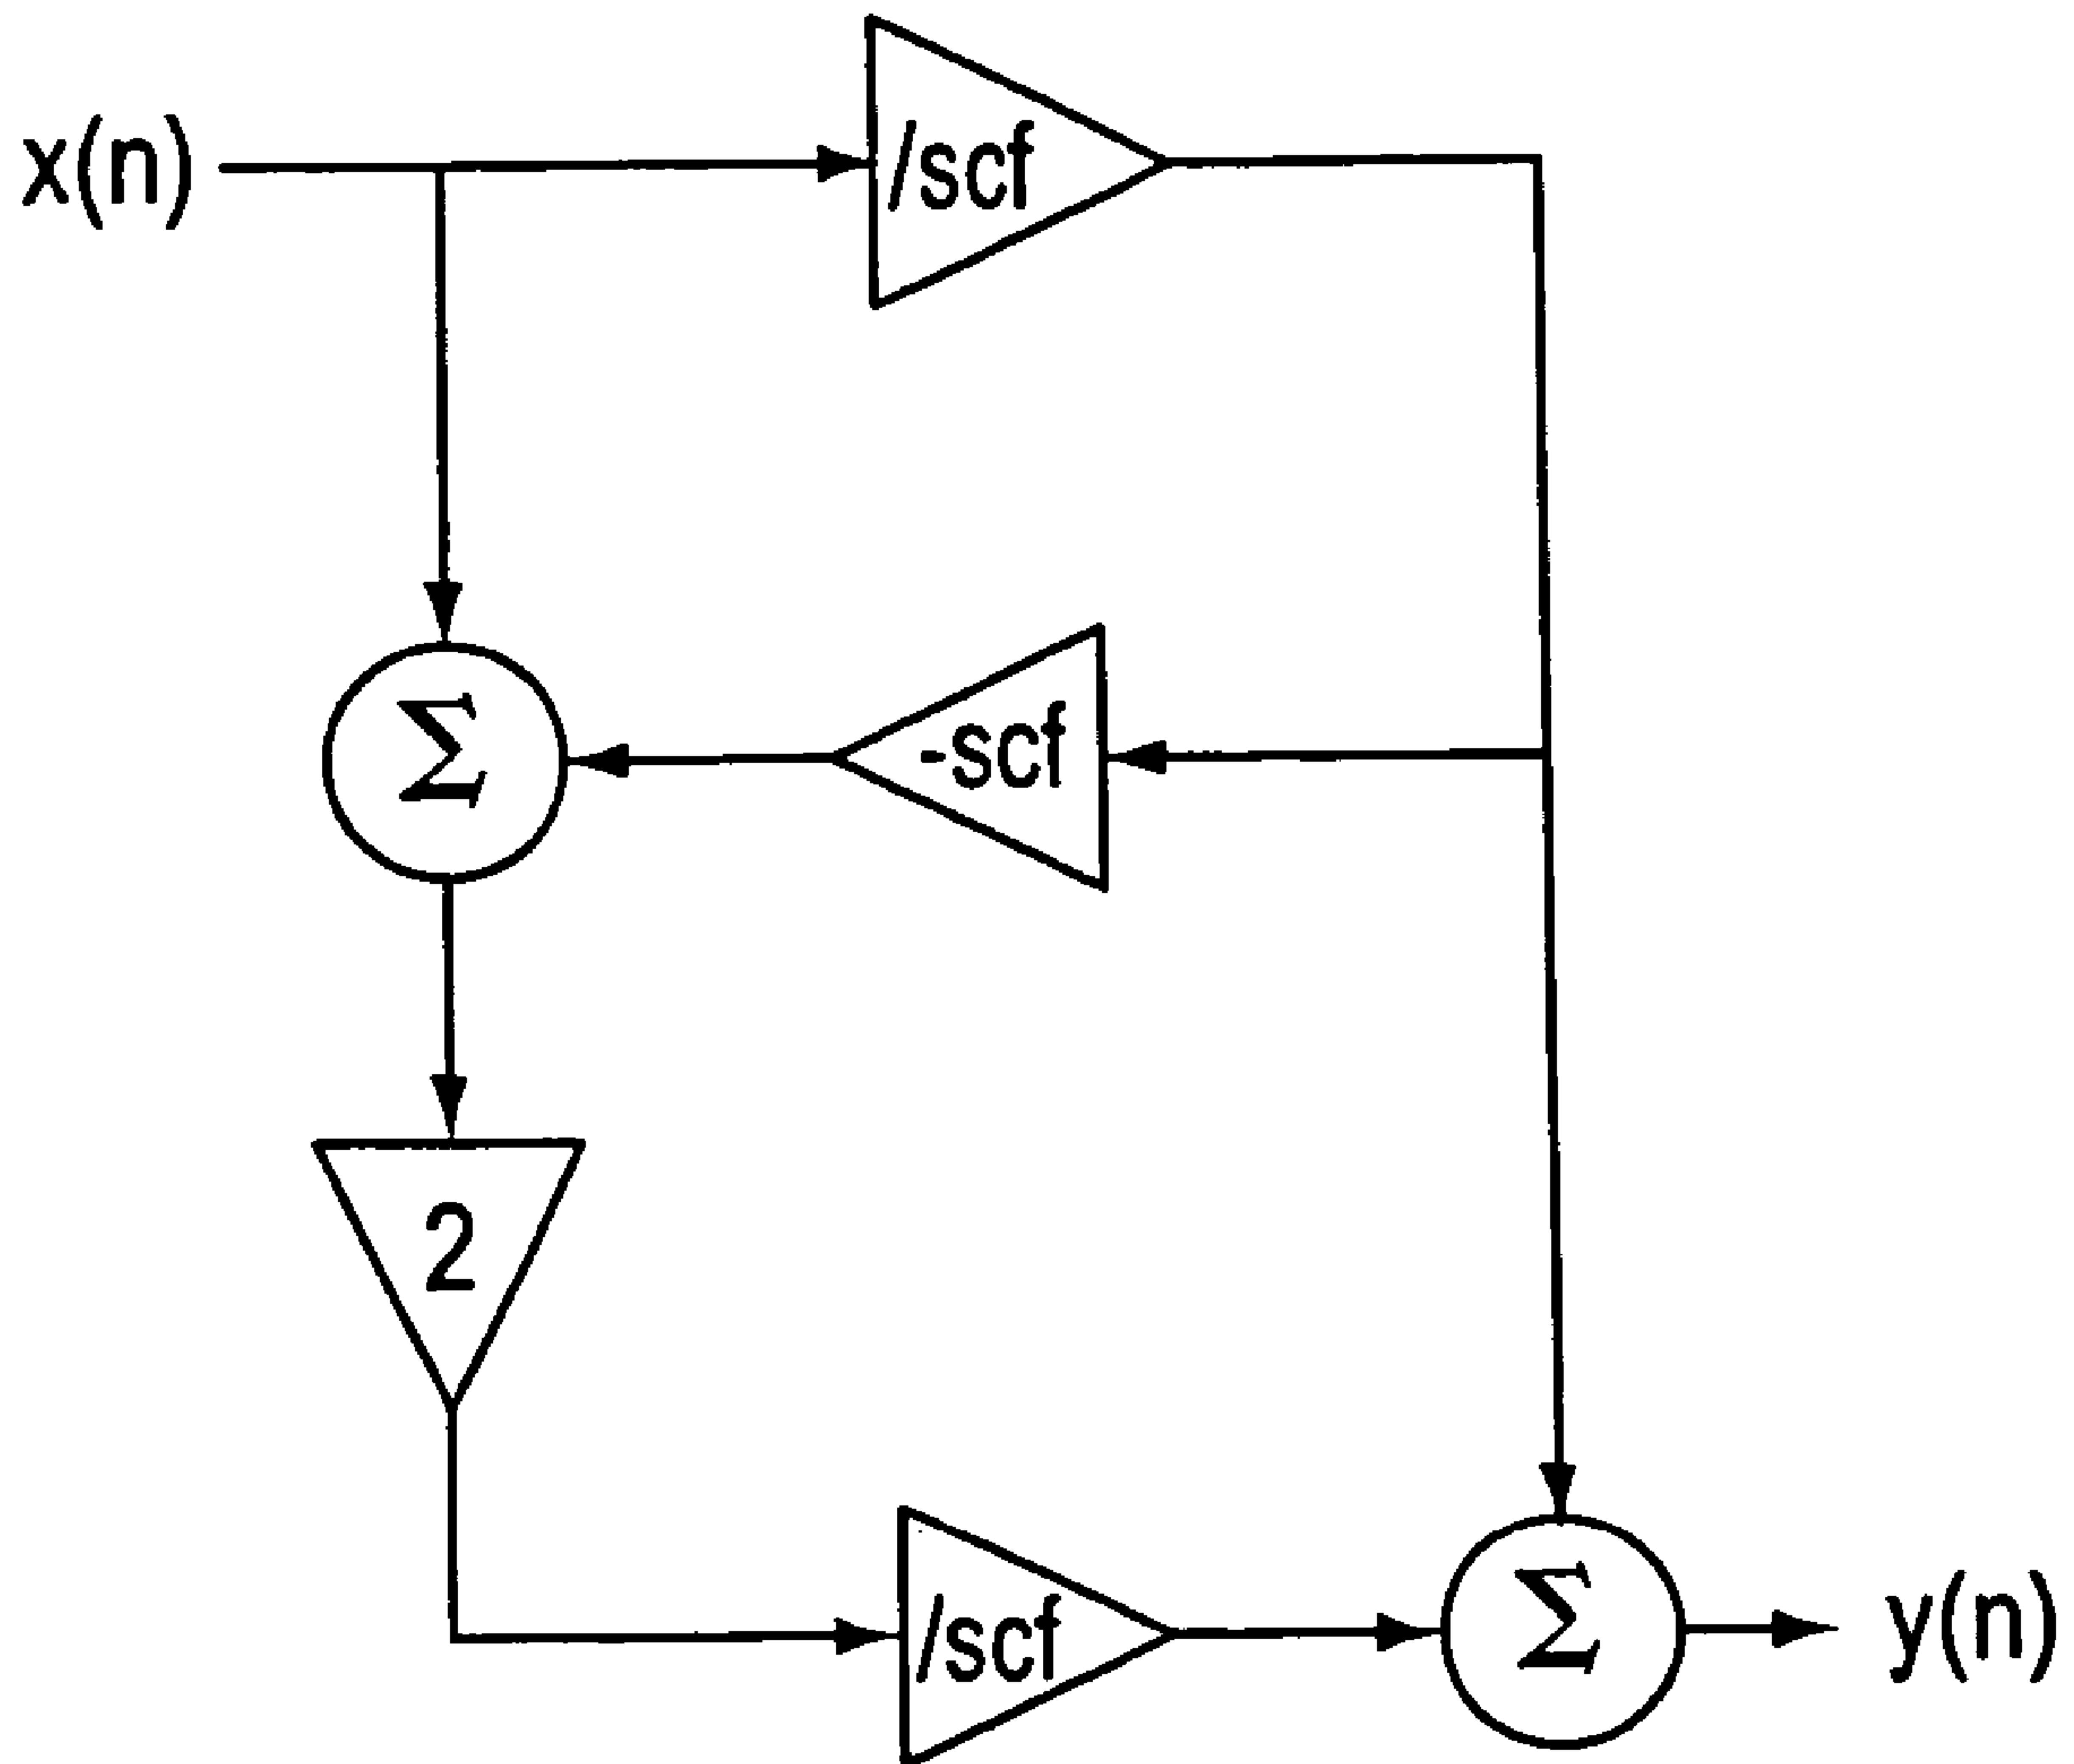 x(n)
/scf
Σ
-scf
2
/scf
Σ
y(n)